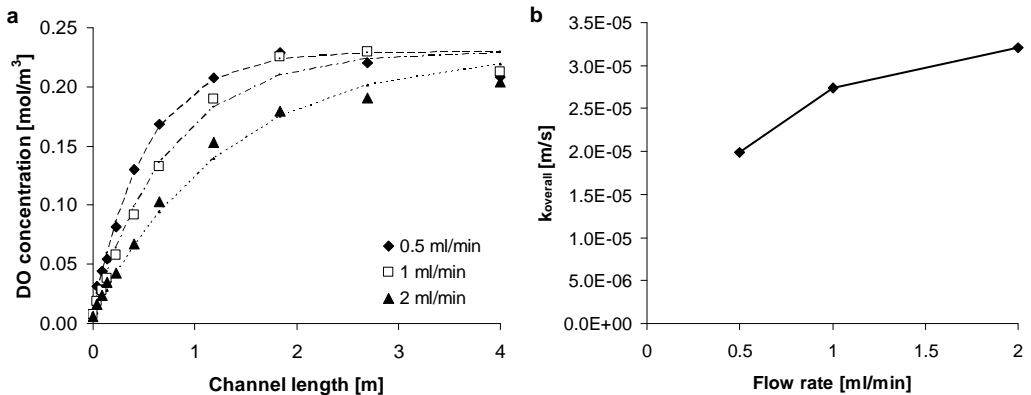 a
DO concentration [mol/m³]
0.25
0.20
0.15
0.10
0.05
0.00
0
1
2
3
4
Channel length [m]
0.5 ml/min
1 ml/min
2 ml/min
b
koverall [m/s]
3.5E-05
3.0E-05
2.5E-05
2.0E-05
1.5E-05
1.0E-05
5.0E-06
0.0E+00
0
0.5
1
1.5
2
Flow rate [ml/min]